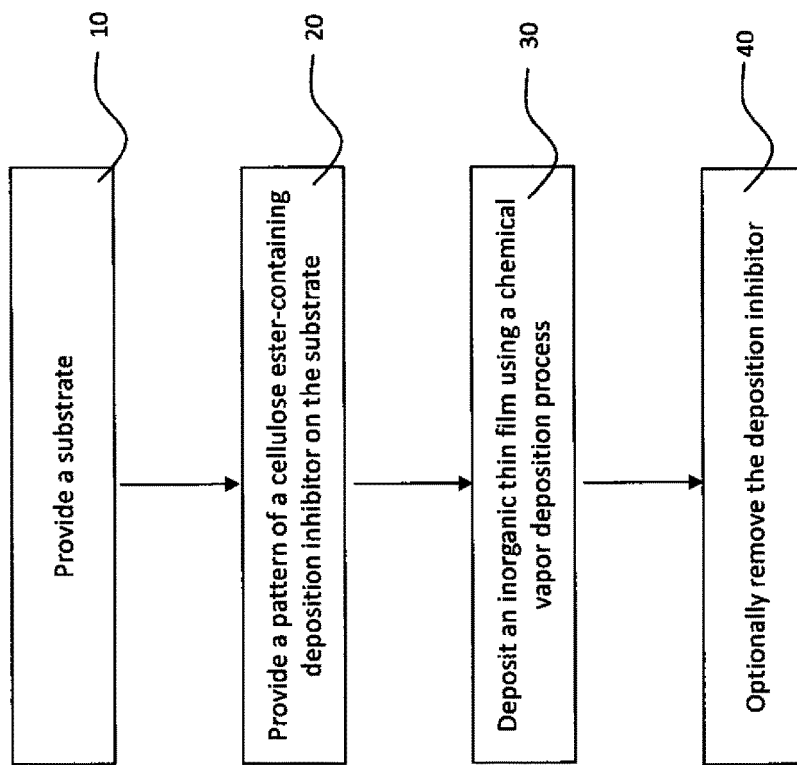 Provide a substrate
10
Provide a pattern of a cellulose ester-containing
deposition inhibitor on the substrate
20
Deposit an inorganic thin film using a chemical
vapor deposition process
30
Optionally remove the deposition inhibitor
40